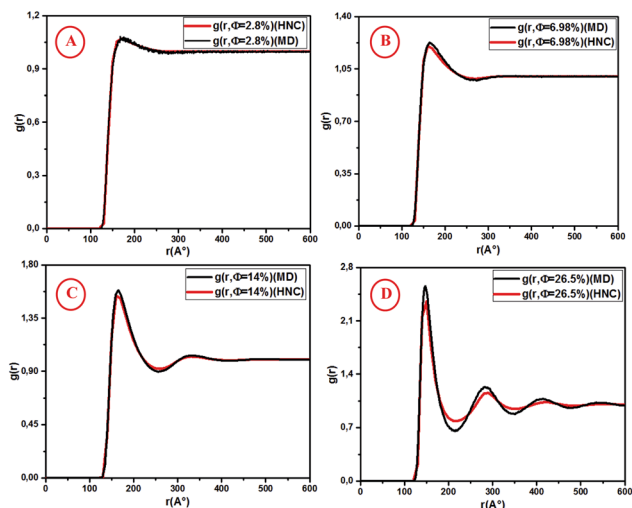 A
g(r,Φ=2.8%)(HNC)
g(r,Φ=2.8%)(MD)
1,2
0,9
0,6
0,3
0,0
g(r)
0 100 200 300 400 500 600
r(A°)
B
g(r,Φ=6.98%)(MD)
g(r,Φ=6.98%)(HNC)
1,40
1,05
0,70
0,35
0,00
g(r)
0 100 200 300 400 500 600
r(A°)
C
g(r,Φ=14%)(MD)
g(r,Φ=14%)(HNC)
1,80
1,35
0,90
0,45
0,00
g(r)
0 100 200 300 400 500 600
r(A°)
D
g(r,Φ=26.5%)(MD)
g(r,Φ=26.5%)(HNC)
2,8
2,1
1,4
0,7
0,0
g(r)
0 100 200 300 400 500 600
r(A°)